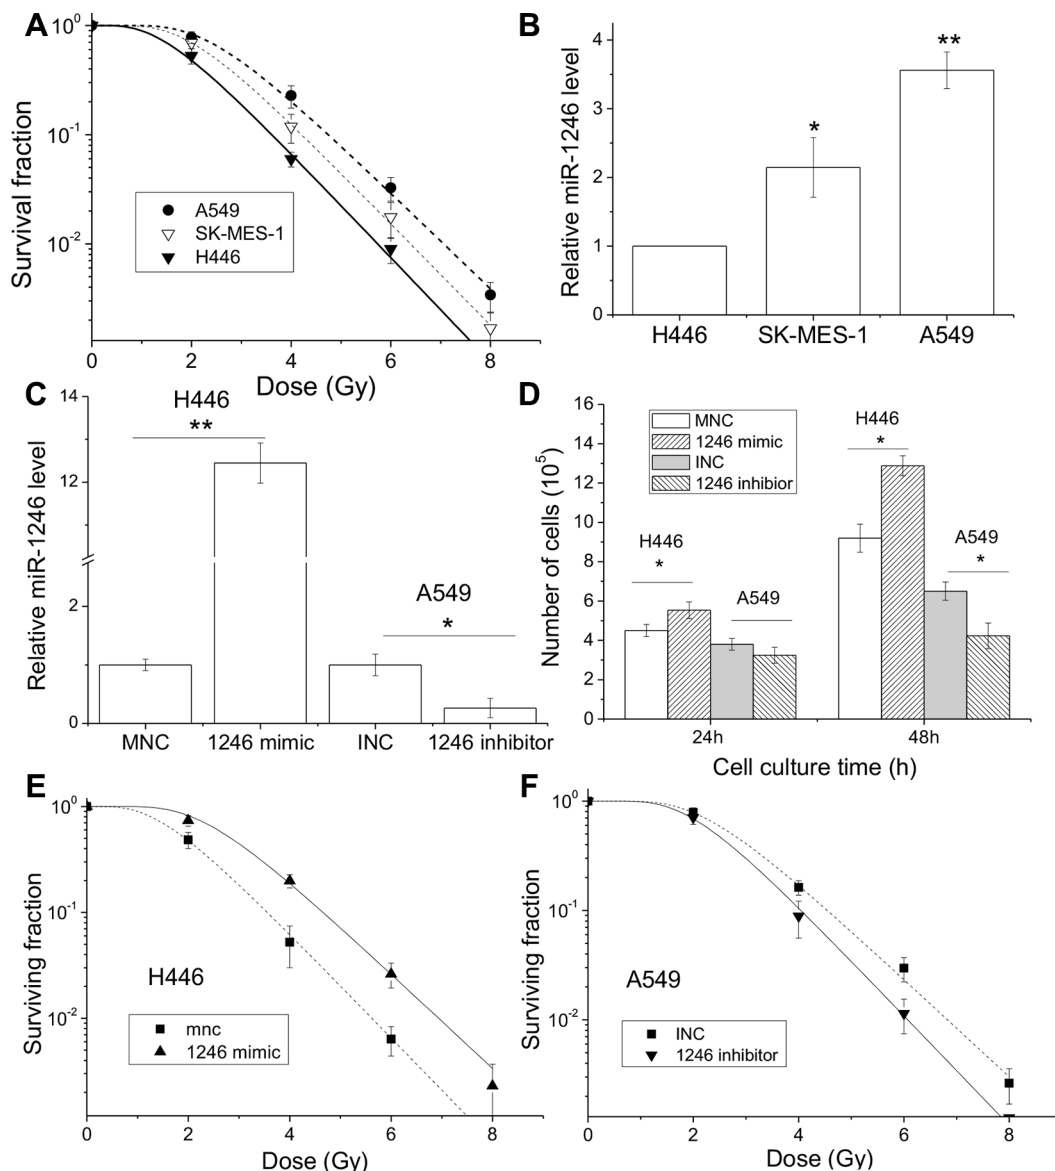 A
Survival fraction
10⁰
10⁻¹
10⁻²
A549
SK-MES-1
H446
0 2 4 6 8
Dose (Gy)
B
Relative miR-1246 level
4
3
2
1
0
*
**
H446 SK-MES-1 A549
C
Relative miR-1246 level
14
12
2
1
0
H446
**
A549
*
MNC 1246 mimic INC 1246 inhibitor
D
Number of cells (10⁵)
16
14
12
10
8
6
4
2
0
MNC
1246 mimic
INC
1246 inhibior
H446
*
A549
H446
*
A549
*
24h 48h
Cell culture time (h)
E
Surviving fraction
10⁰
10⁻¹
10⁻²
H446
mnc
1246 mimic
0 2 4 6 8
Dose (Gy)
F
Surviving fraction
10⁰
10⁻¹
10⁻²
A549
INC
1246 inhibitor
0 2 4 6 8
Dose (Gy)